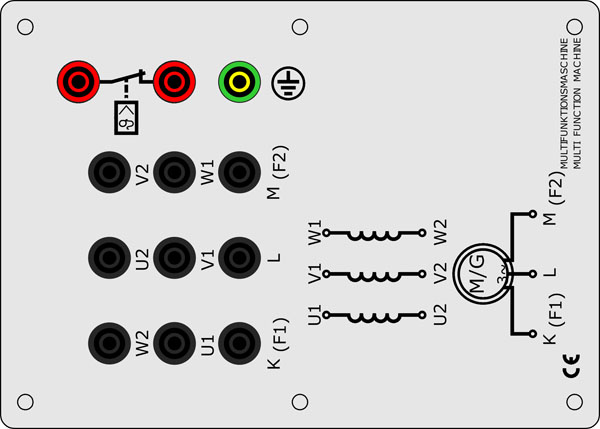 MULTIFUNKTIONSMASCHINE
MULTI FUNCTION MACHINE
ϑ
V2 W1 M (F2)
U2 V1 L
W2 U1 K (F1)
W1 W2
V1 V2
U1 U2
M/G
3~
M (F2)
L
K (F1)
CE